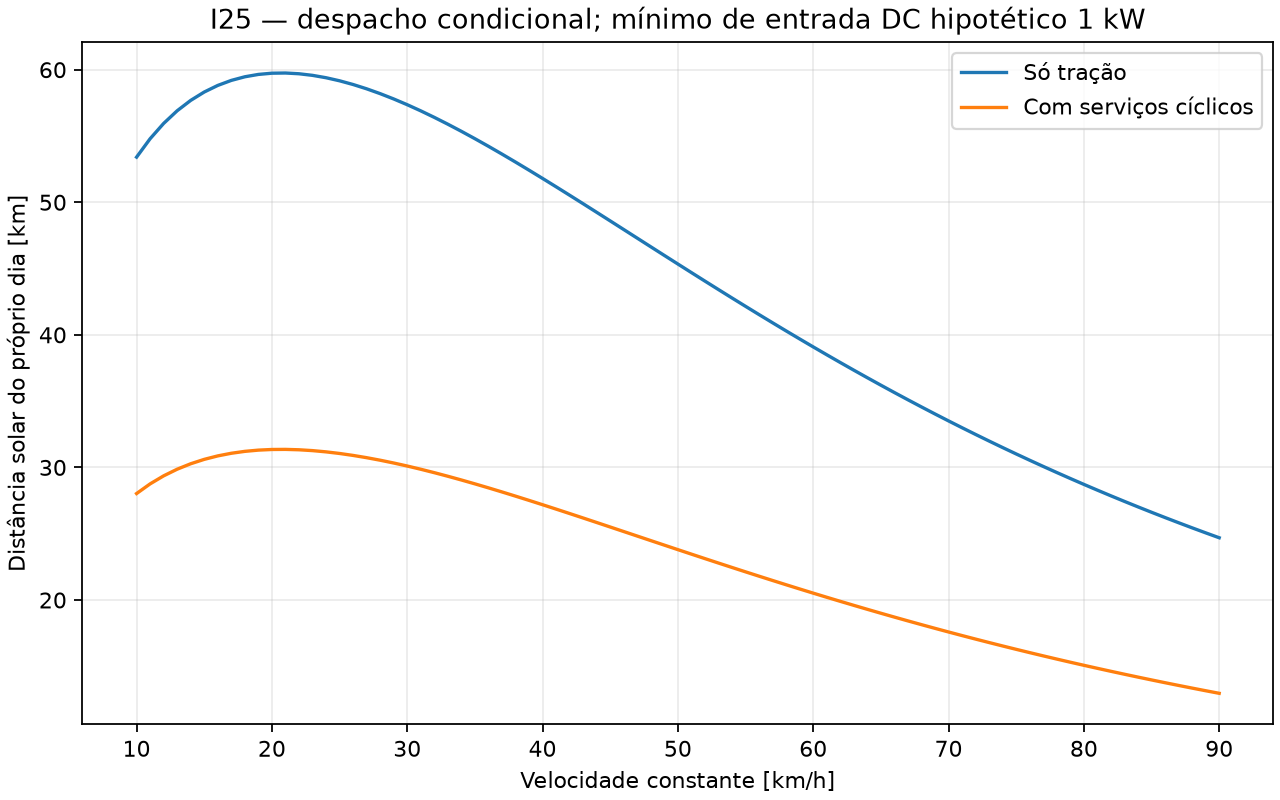 I25 — despacho condicional; mínimo de entrada DC hipotético 1 kW
Só tração
Com serviços cíclicos
Distância solar do próprio dia [km]
60
50
40
30
20
10
20
30
40
50
60
70
80
90
Velocidade constante [km/h]